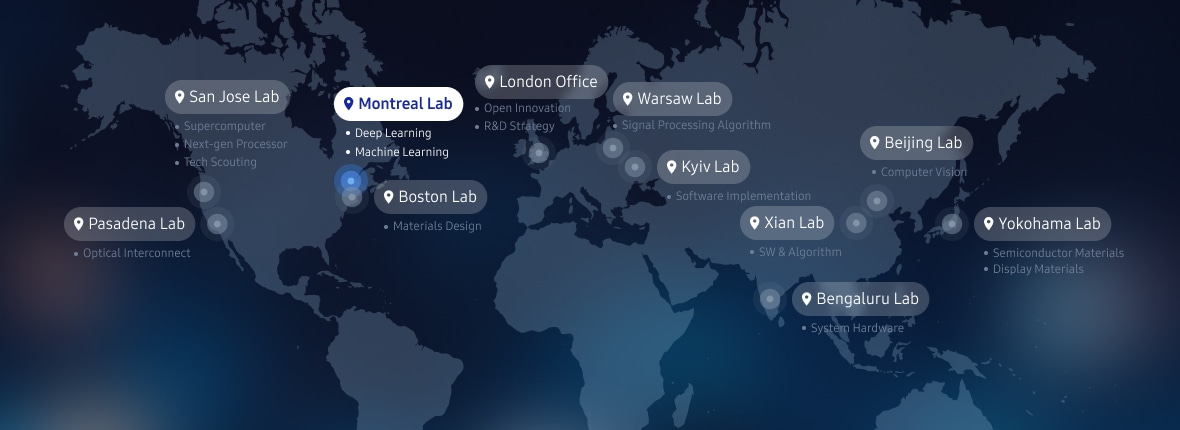 San Jose Lab
Supercomputer
Next-gen Processor
Tech Scouting
Pasadena Lab
Optical Interconnect
Montreal Lab
Deep Learning
Machine Learning
Boston Lab
Materials Design
London Office
Open Innovation
R&D Strategy
Warsaw Lab
Signal Processing Algorithm
Kyiv Lab
Software Implementation
Beijing Lab
Computer Vision
Xian Lab
SW & Algorithm
Yokohama Lab
Semiconductor Materials
Display Materials
Bengaluru Lab
System Hardware